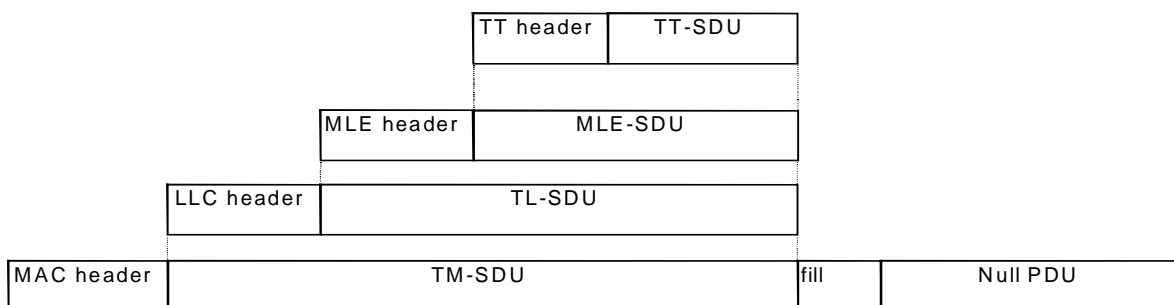 TT header TT-SDU
MLE header MLE-SDU
LLC header TL-SDU
MAC header TM-SDU fill Null PDU